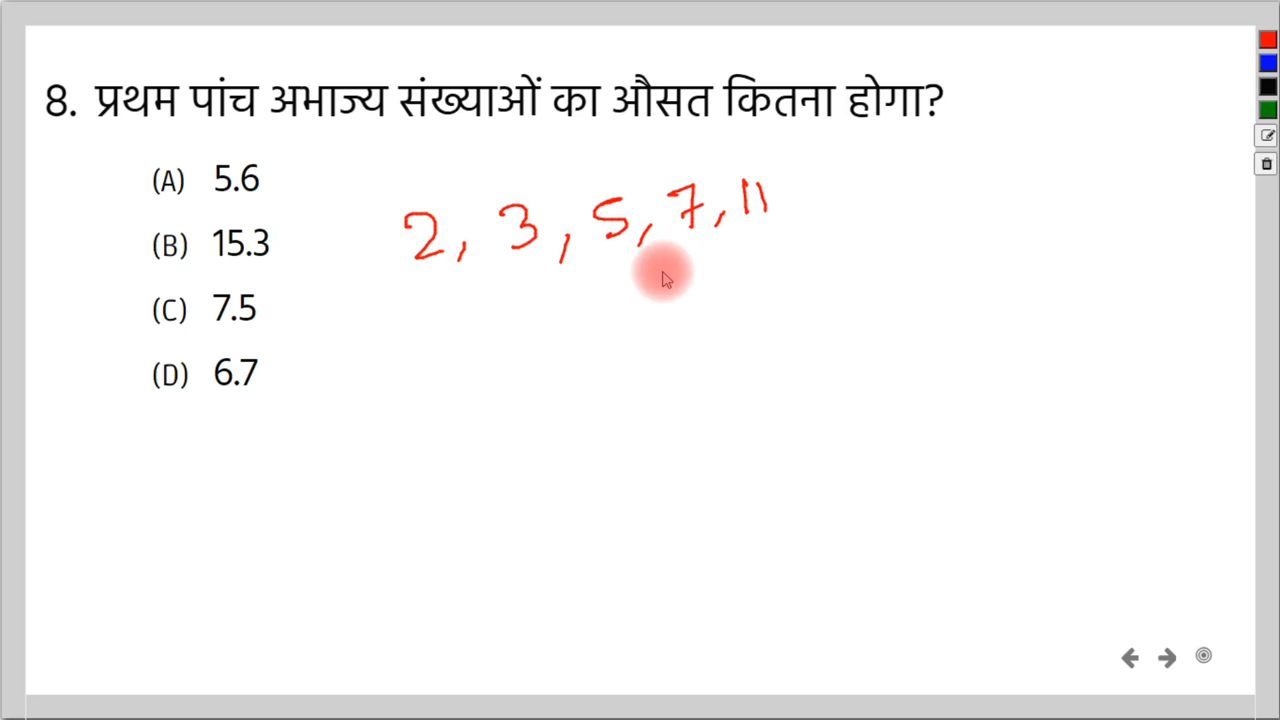 8. प्रथम पांच अभाज्य संख्याओं का औसत कितना होगा?
(A) 5.6
2, 3, 5, 7, 11
(B) 15.3
(C) 7.5
(D) 6.7